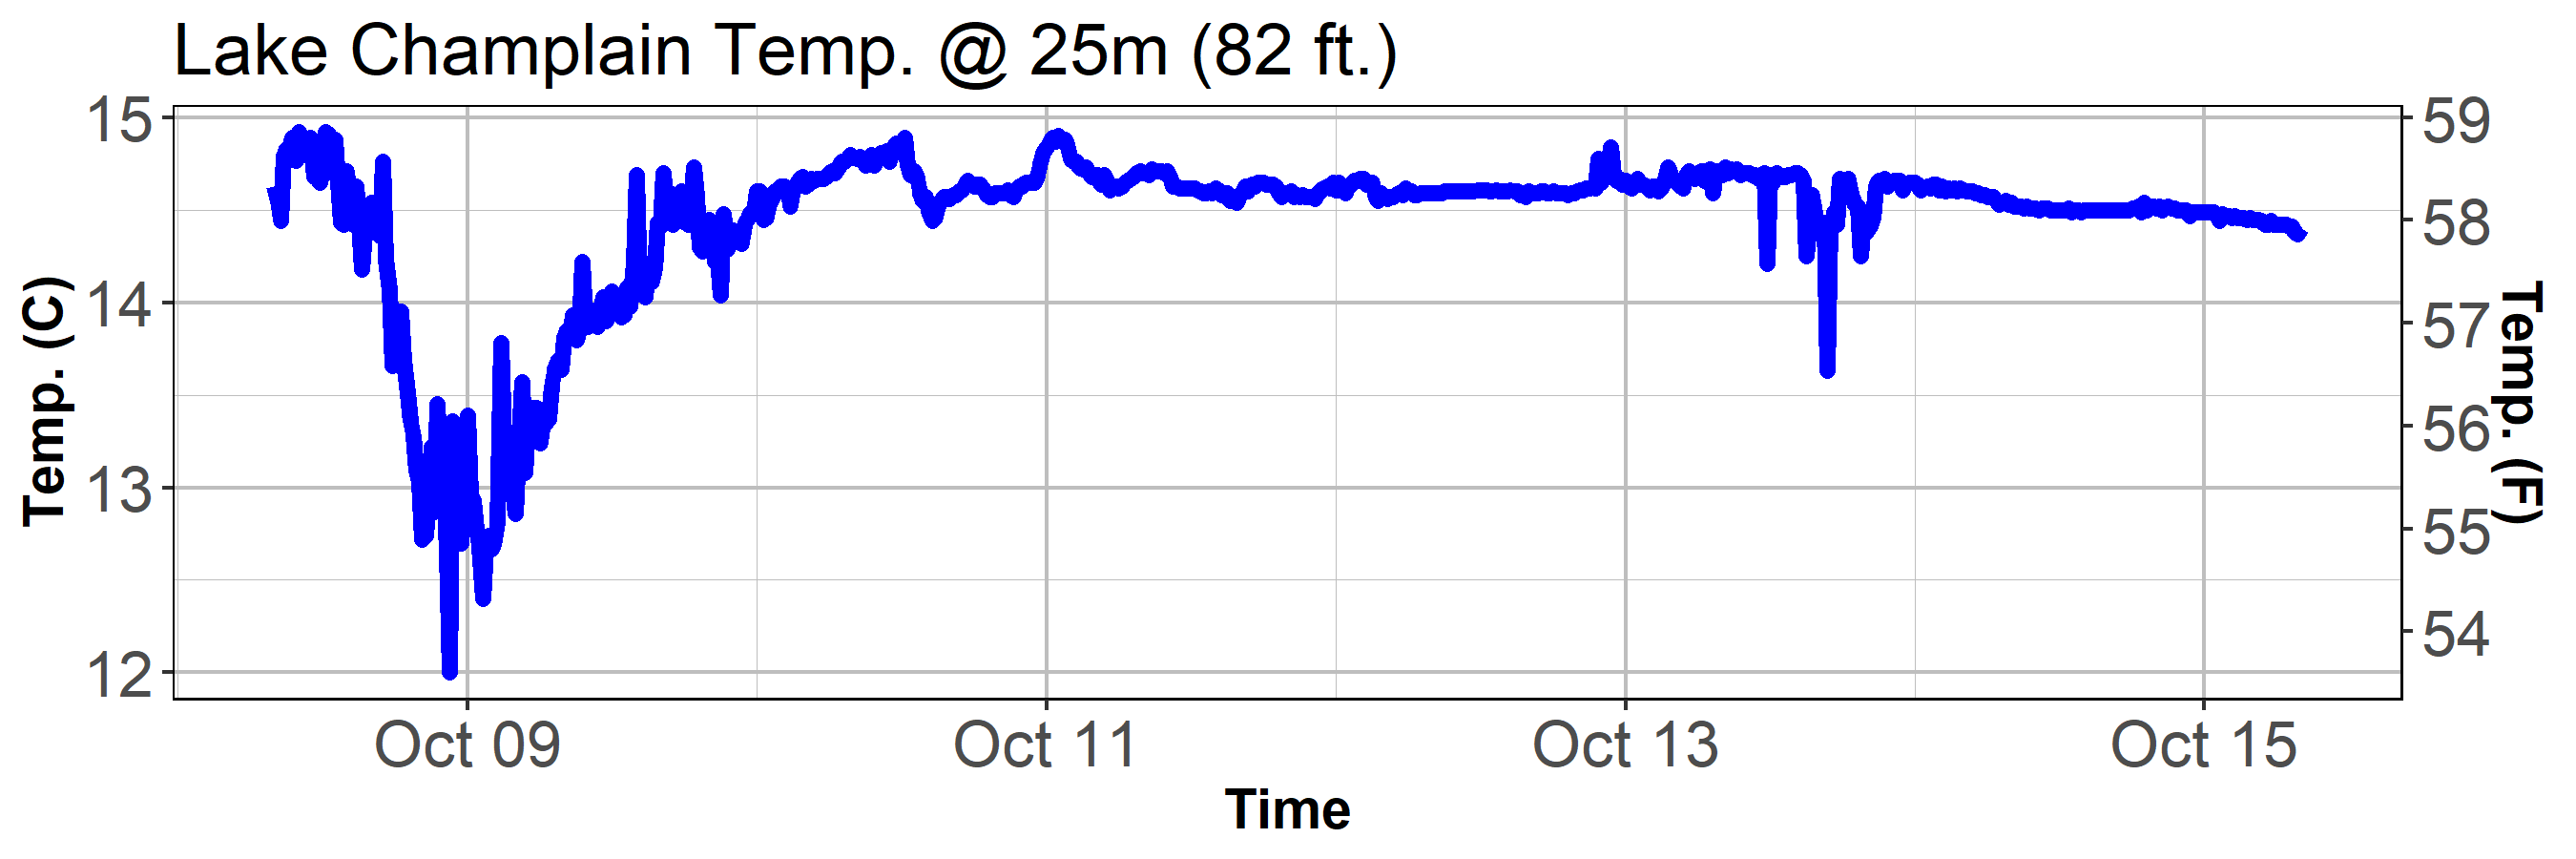 Lake Champlain Temp. @ 25m (82 ft.)
15
14
13
12
Temp. (C)
59
58
57
56
55
54
Temp. (F)
Oct 09
Oct 11
Oct 13
Oct 15
Time